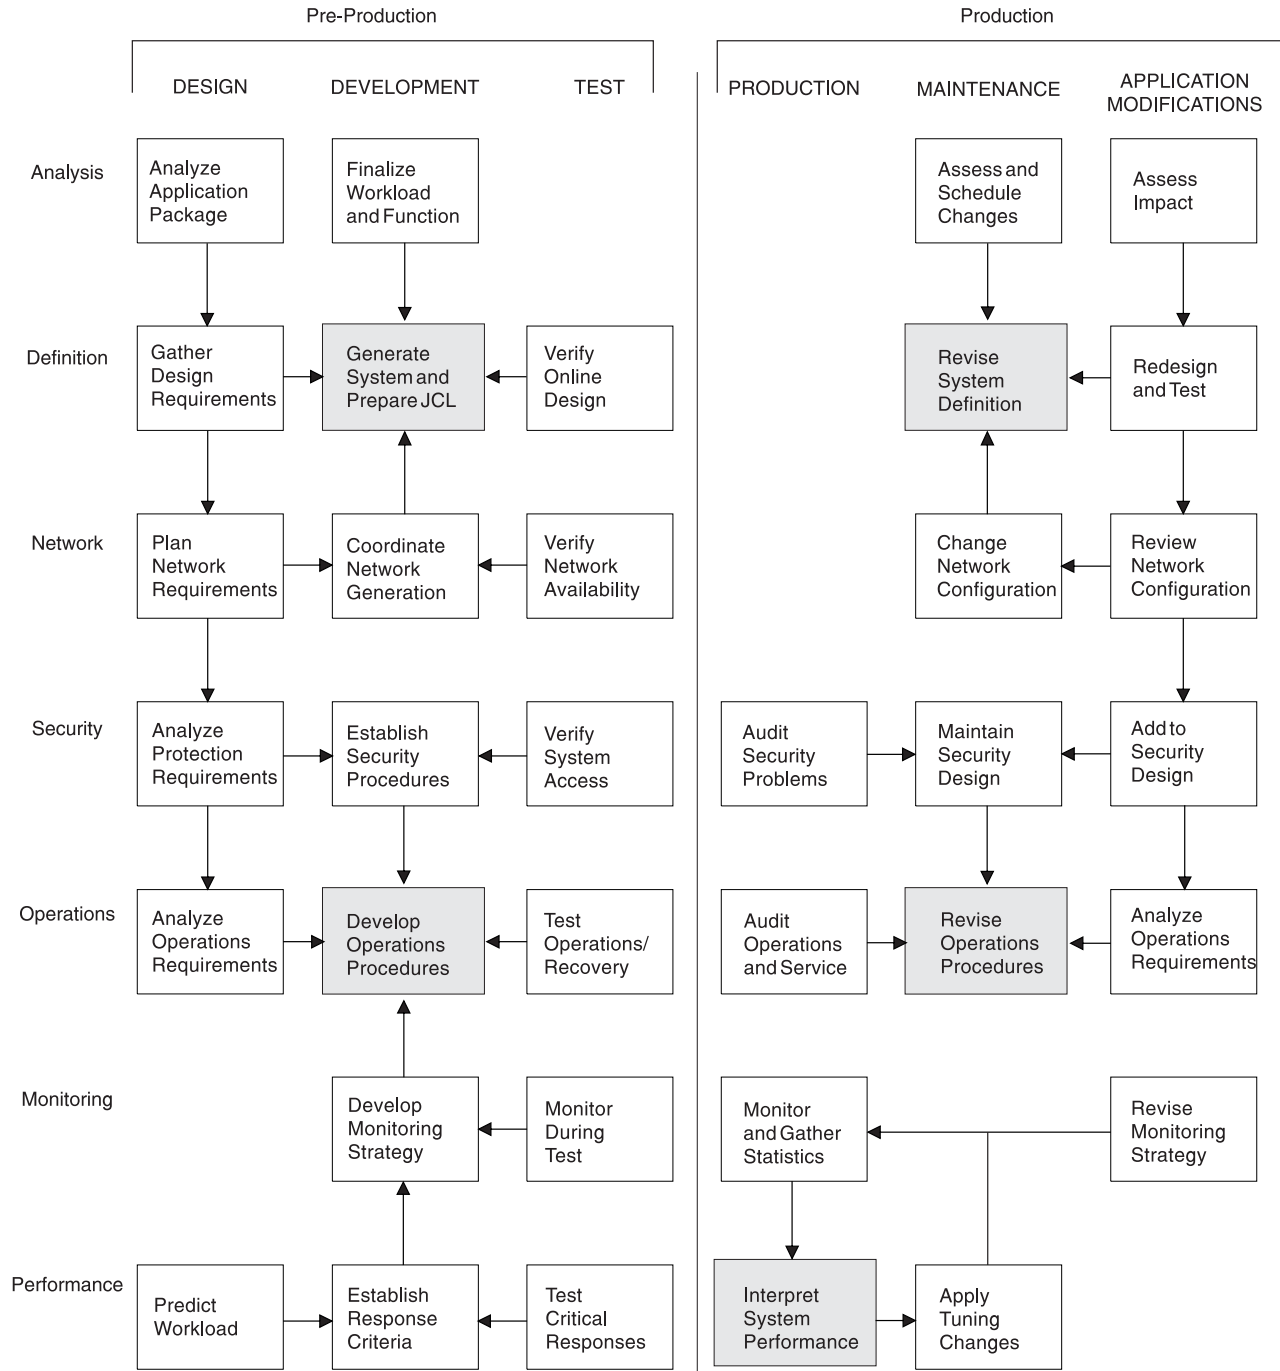 Pre-Production
Production
DESIGN
DEVELOPMENT
TEST
PRODUCTION
MAINTENANCE
APPLICATION
MODIFICATIONS
Analysis
Analyze
Application
Package
Finalize
Workload
and Function
Assess and
Schedule
Changes
Assess
Impact
Definition
Gather
Design
Requirements
Generate
System and
Prepare JCL
Verify
Online
Design
Revise
System
Definition
Redesign
and Test
Network
Plan
Network
Requirements
Coordinate
Network
Generation
Verify
Network
Availability
Change
Network
Configuration
Review
Network
Configuration
Security
Analyze
Protection
Requirements
Establish
Security
Procedures
Verify
System
Access
Audit
Security
Problems
Maintain
Security
Design
Add to
Security
Design
Operations
Analyze
Operations
Requirements
Develop
Operations
Procedures
Test
Operations/
Recovery
Audit
Operations
and Service
Revise
Operations
Procedures
Analyze
Operations
Requirements
Monitoring
Develop
Monitoring
Strategy
Monitor
During
Test
Monitor
and Gather
Statistics
Revise
Monitoring
Strategy
Performance
Predict
Workload
Establish
Response
Criteria
Test
Critical
Responses
Interpret
System
Performance
Apply
Tuning
Changes